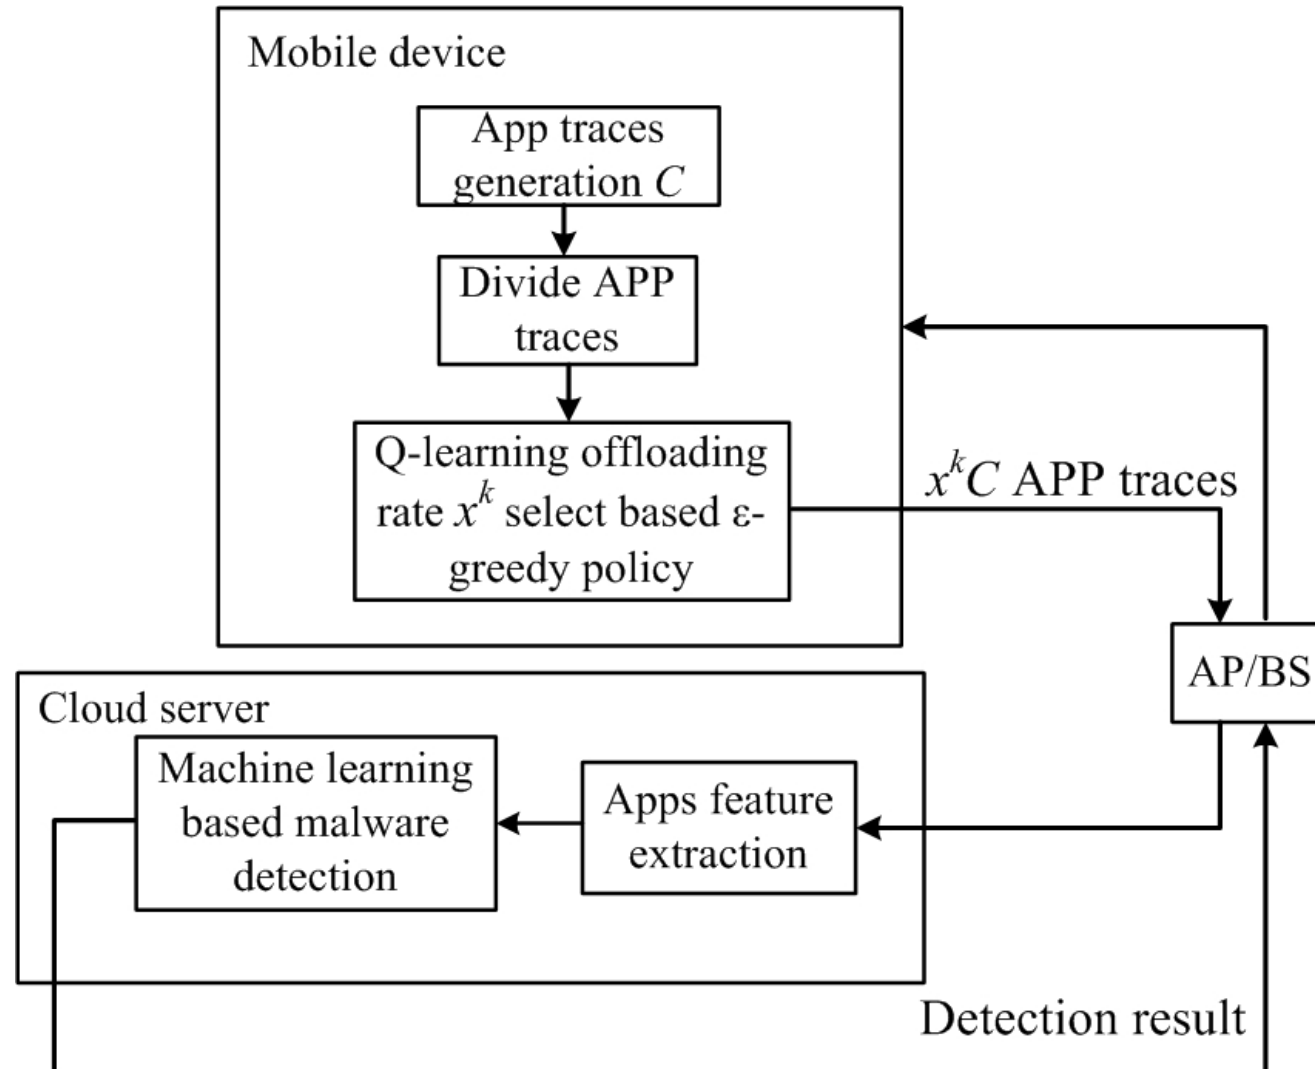 Mobile device
App traces
generation C
Divide APP
traces
Q-learning offloading
rate x^k select based ε-
greedy policy
x^kC APP traces
AP/BS
Cloud server
Machine learning
based malware
detection
Apps feature
extraction
Detection result